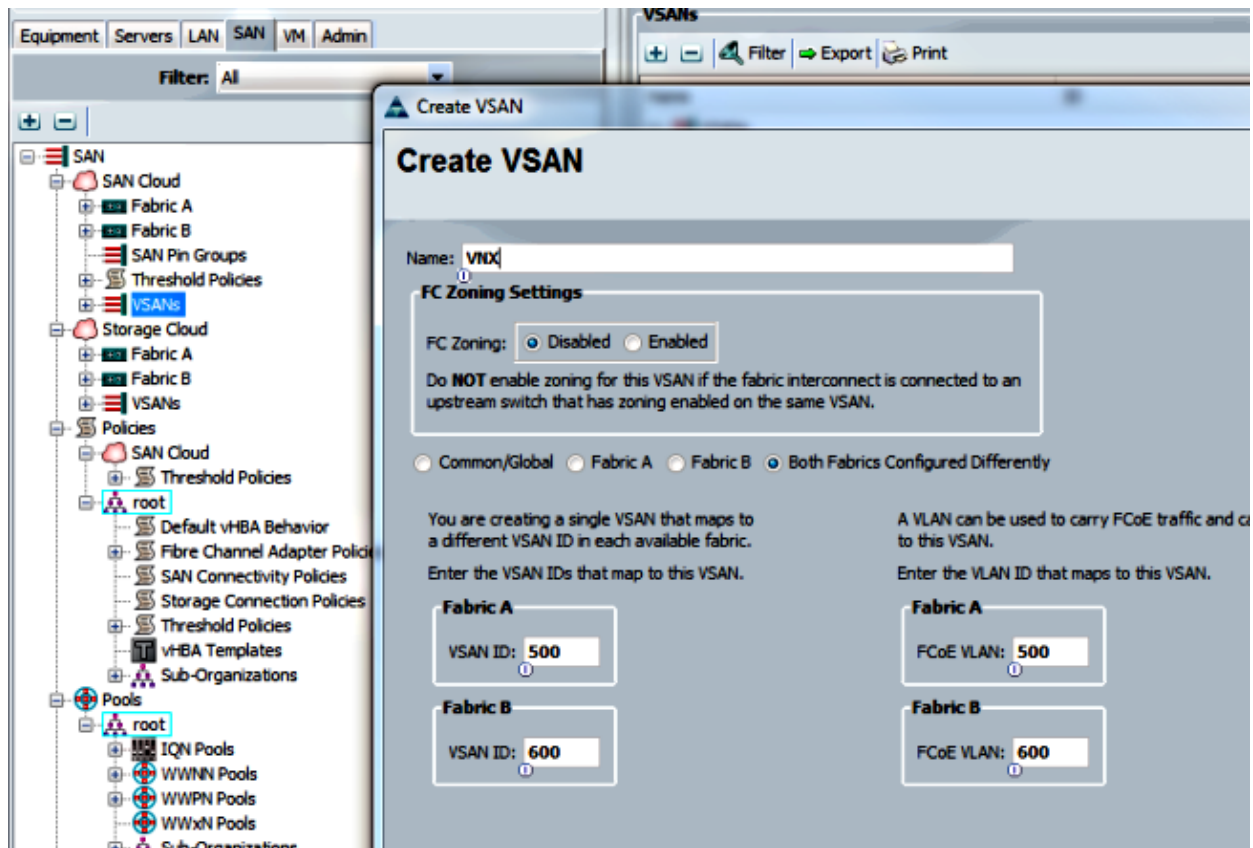 Equipment Servers LAN SAN VM Admin
Filter: All
SAN
SAN Cloud
Fabric A
Fabric B
SAN Pin Groups
Threshold Policies
VSANs
Storage Cloud
Fabric A
Fabric B
VSANs
Policies
SAN Cloud
Threshold Policies
root
Default vHBA Behavior
Fibre Channel Adapter Policie
SAN Connectivity Policies
Storage Connection Policies
Threshold Policies
vHBA Templates
Sub-Organizations
Pools
root
IQN Pools
WWNN Pools
WWPN Pools
WWxN Pools
Sub-Organizations
VSANs
Filter Export Print
Create VSAN
Create VSAN
Name: VNX
FC Zoning Settings
FC Zoning: Disabled Enabled
Do NOT enable zoning for this VSAN if the fabric interconnect is connected to an
upstream switch that has zoning enabled on the same VSAN.
Common/Global Fabric A Fabric B Both Fabrics Configured Differently
You are creating a single VSAN that maps to
a different VSAN ID in each available fabric.
Enter the VSAN IDs that map to this VSAN.
Fabric A
VSAN ID: 500
Fabric B
VSAN ID: 600
A VLAN can be used to carry FCoE traffic and ca
to this VSAN.
Enter the VLAN ID that maps to this VSAN.
Fabric A
FCoE VLAN: 500
Fabric B
FCoE VLAN: 600